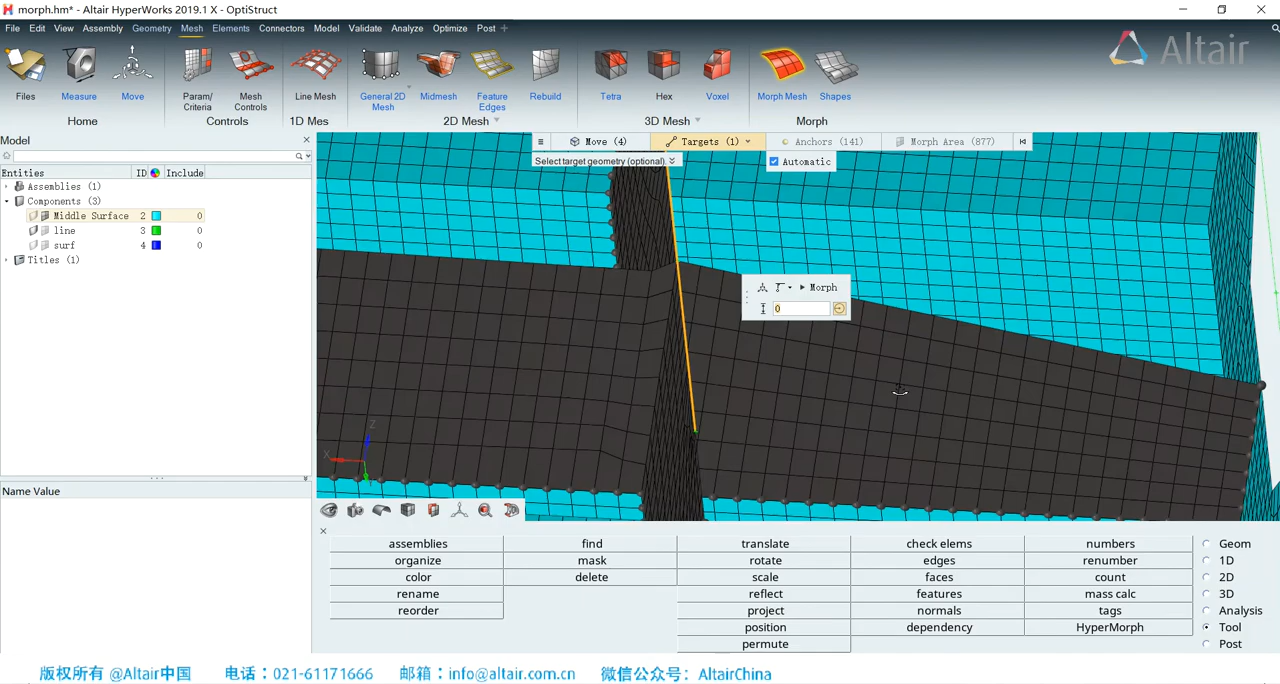 morph.hm* - Altair HyperWorks 2019.1 X - OptiStruct
File Edit View Assembly Geometry Mesh Elements Connectors Model Validate Analyze Optimize Post +
Altair
Files Measure Move Param/ Criteria Mesh Controls Line Mesh General 2D Mesh Midmesh Feature Edges Rebuild Tetra Hex Voxel Morph Mesh Shapes
Home Controls 1D Mes 2D Mesh 3D Mesh Morph
Model
Entities ID Include
Assemblies (1)
Components (3)
Middle Surface 2 0
line 3 0
surf 4 0
Titles (1)
Name Value
Move (4) Targets (1) Anchors (141) Morph Area (877)
Select target geometry (optional).
Automatic
Morph
0
Z
X
assemblies find translate check elems numbers Geom
organize mask rotate edges renumber 1D
color delete scale faces count 2D
rename reflect features mass calc 3D
reorder project normals tags Analysis
position dependency HyperMorph Tool
permute Post
版权所有 @Altair中国 电话：021-61171666 邮箱：info@altair.com.cn 微信公众号：AltairChina